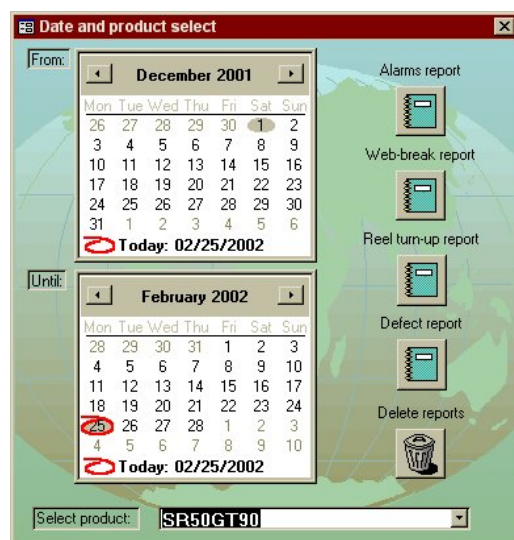 Date and product select
From:
December 2001
Mon Tue Wed Thu Fri Sat Sun
26 27 28 29 30 1 2
3 4 5 6 7 8 9
10 11 12 13 14 15 16
17 18 19 20 21 22 23
24 25 26 27 28 29 30
31 1 2 3 4 5 6
Today: 02/25/2002
Until:
February 2002
Mon Tue Wed Thu Fri Sat Sun
28 29 30 31 1 2 3
4 5 6 7 8 9 10
11 12 13 14 15 16 17
18 19 20 21 22 23 24
25 26 27 28 1 2 3
4 5 6 7 8 9 10
Today: 02/25/2002
Alarms report
Web-break report
Reel turn-up report
Defect report
Delete reports
Select product: SR50GT90